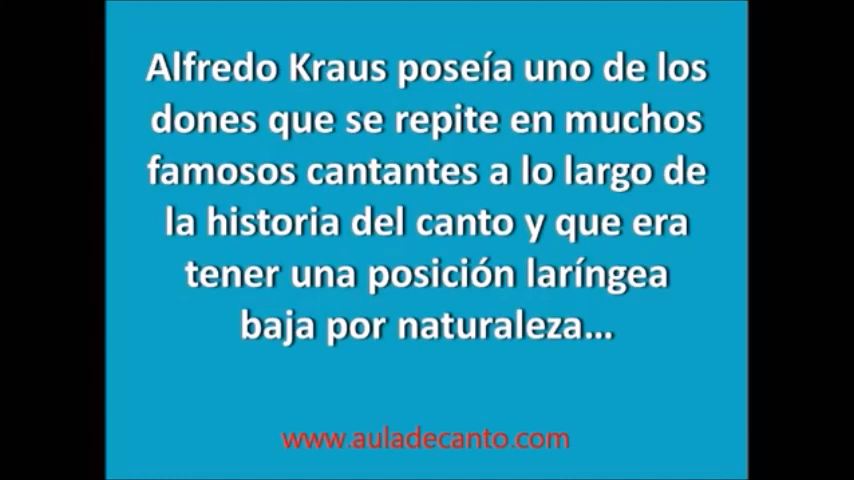 Alfredo Kraus poseía uno de los
dones que se repite en muchos
famosos cantantes a lo largo de
la historia del canto y que era
tener una posición laríngea
baja por naturaleza...
www.auladecanto.com